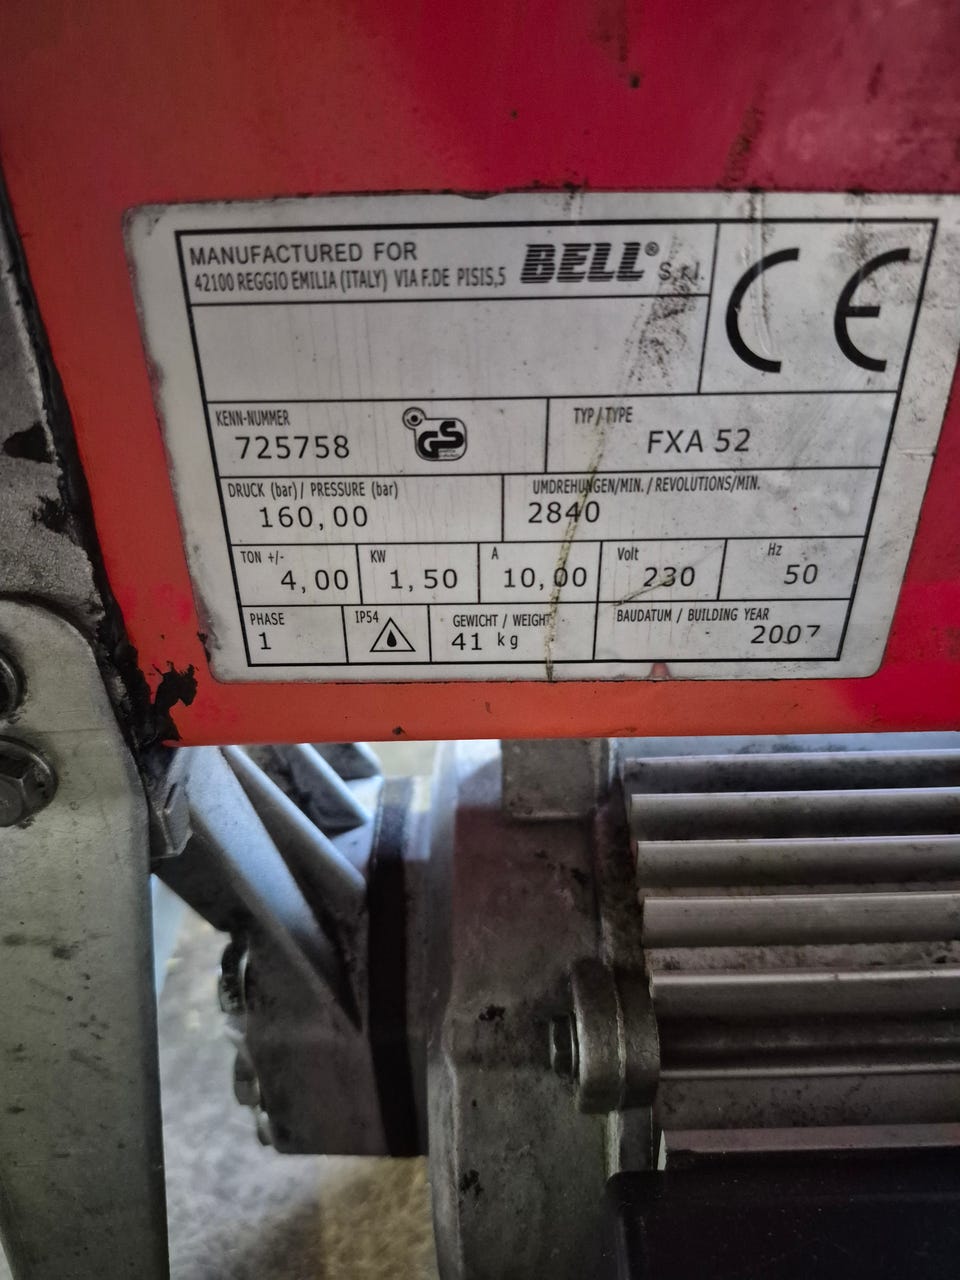 MANUFACTURED FOR
42100 REGGIO EMILIA (ITALY) VIA F.DE PISIS,5
BELL® S.r.l.
CE
KENN-NUMMER
725758
GS
TYP/TYPE
FXA 52
DRUCK (bar)/ PRESSURE (bar)
160,00
UMDREHUNGEN/MIN. / REVOLUTIONS/MIN.
2840
TON +/-
4,00
KW
1,50
A
10,00
Volt
230
Hz
50
PHASE
1
IP54
GEWICHT / WEIGHT
41 kg
BAUDATUM / BUILDING YEAR
2007